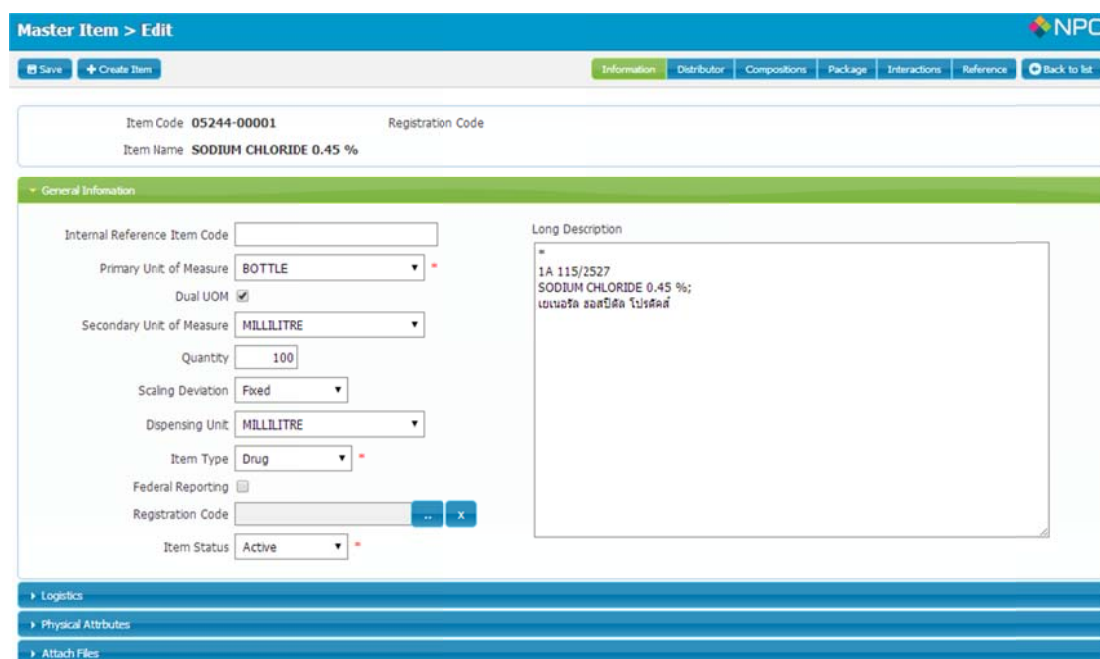 Master Item > Edit
NPC
Save
Create Item
Information
Distributor
Compositions
Package
Interactions
Reference
Back to list
Item Code 05244-00001
Registration Code
Item Name SODIUM CHLORIDE 0.45 %
General Infomation
Internal Reference Item Code
Primary Unit of Measure BOTTLE *
Dual UOM
Secondary Unit of Measure MILLILITRE
Quantity 100
Scaling Deviation Fixed
Dispensing Unit MILLILITRE
Item Type Drug *
Federal Reporting
Registration Code .. x
Item Status Active *
Long Description
=
1A 115/2527
SODIUM CHLORIDE 0.45 %;
เยเนอรัล ฮอสปิตัล โปรดัคส์
Logistics
Physical Attrbutes
Attach Files